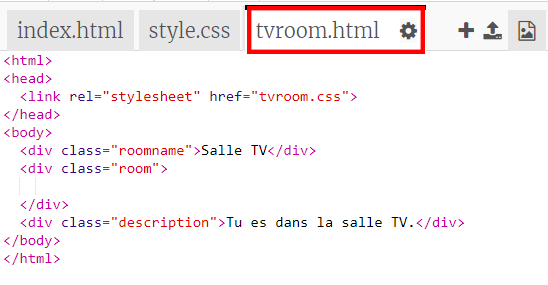 index.html style.css tvroom.html
<html>
<head>
  <link rel="stylesheet" href="tvroom.css">
</head>
<body>
  <div class="roomname">Salle TV</div>
  <div class="room">

  </div>
  <div class="description">Tu es dans la salle TV.</div>
</body>
</html>